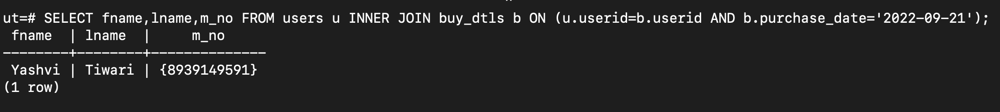 ut=# SELECT fname,lname,m_no FROM users u INNER JOIN buy_dtls b ON (u.userid=b.userid AND b.purchase_date='2022-09-21');
 fname  | lname  |     m_no
--------+--------+--------------
 Yashvi | Tiwari | {8939149591}
(1 row)